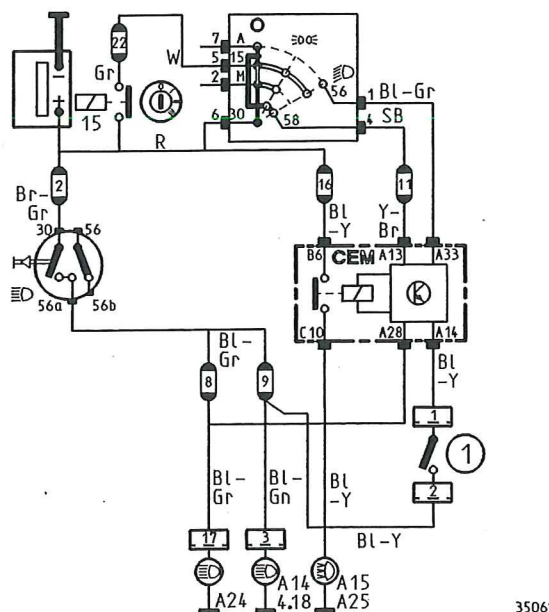 22
W
Gr
15
7 A
5 15
2 M
6 30
58
56
1 Bl-Gr
4 SB
R
2
Br-
Gr
30 56
56a 56b
16
Bl
-Y
11
Y-
Br
B6 CEM A13 A33
C10 A28 A14
Bl-
Gr
8
9
Bl
-Y
1
1
2
Bl-
Gr
Bl-
Gn
Bl
-Y
Bl-Y
17
3
A24
A14
4.18
A15
A25
3506